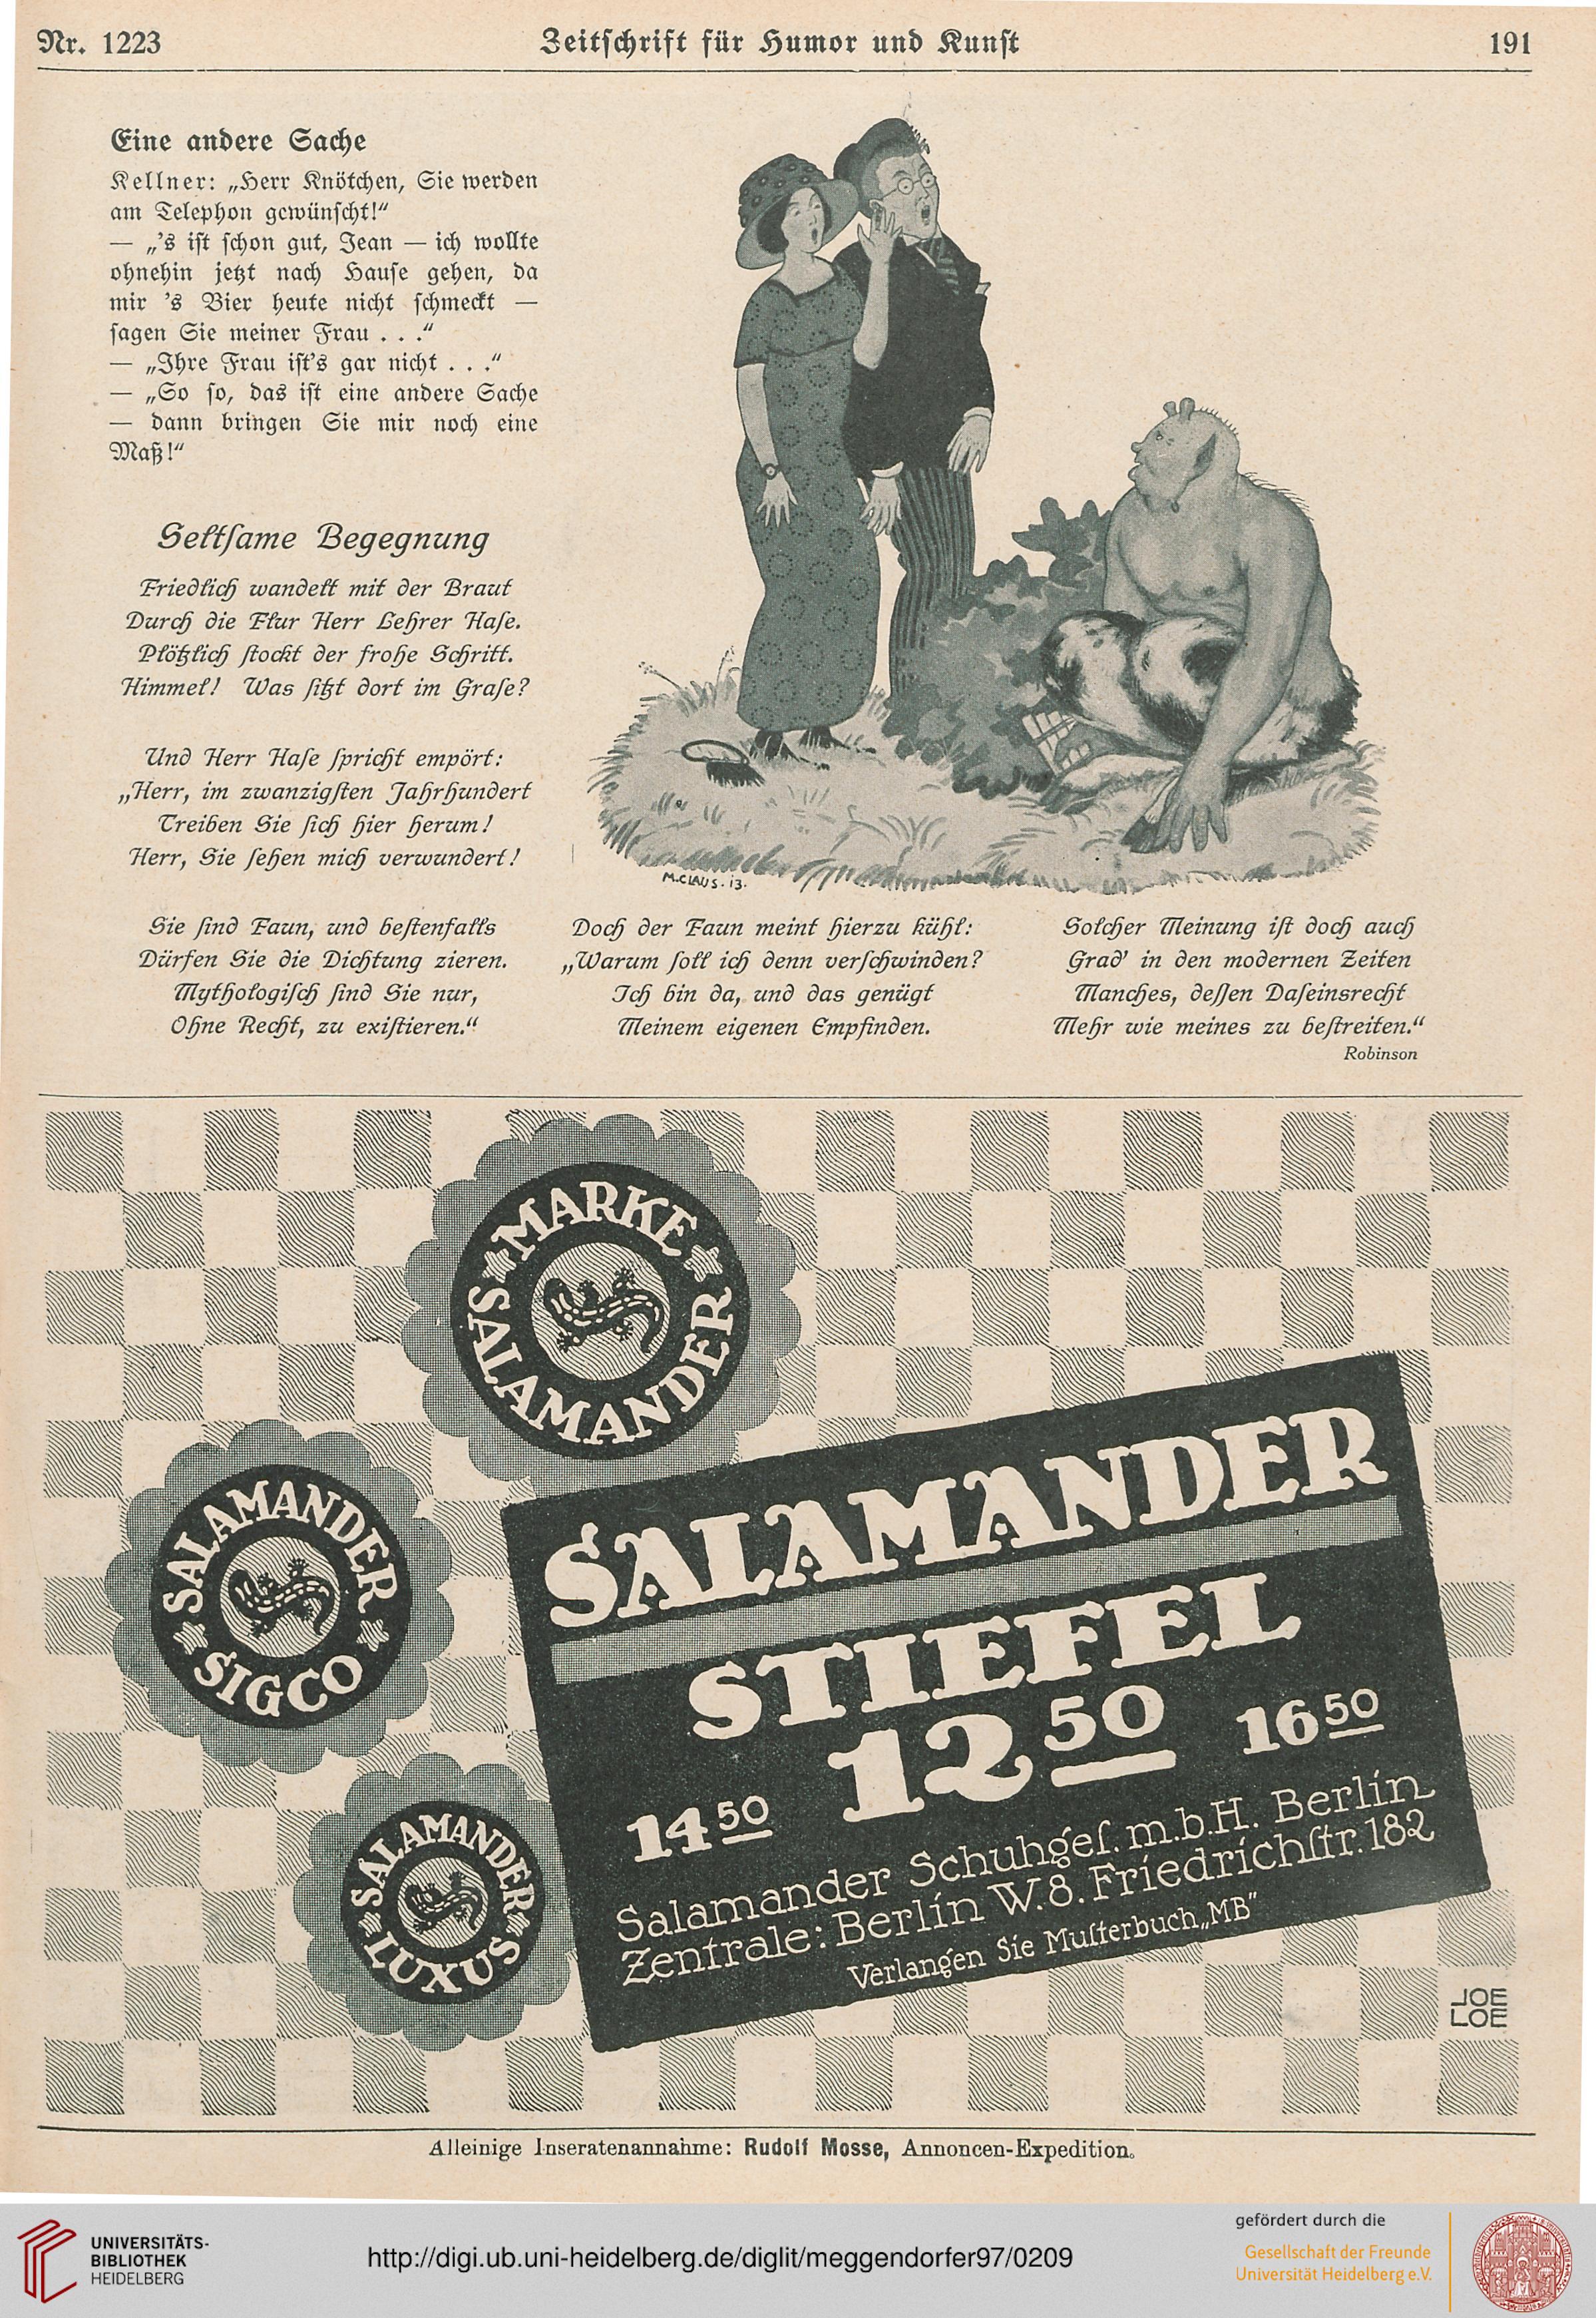 Nr. 1223
Zeitschrift für Humor und Kunst
191
Eine andere Sache
Kellner: „Herr Knötchen, Sie werden
am Telephon gewünscht!“
— „’s ist schon gut, Jean — ich wollte
ohnehin jetzt nach Hause gehen, da
mir ’s Bier heute nicht schmeckt —
sagen Sie meiner Frau . . .“
— „Ihre Frau ist’s gar nicht . . .“
— „So so, das ist eine andere Sache
— dann bringen Sie mir noch eine
Maß!“
Seltsame Begegnung
Friedlich wandelt mit der Braut
Durch die Flur Herr Lehrer Hase.
Plötzlich stockt der frohe Schritt.
Himmel! Was sitzt dort im Grase?
Und Herr Hase spricht empört:
„Herr, im zwanzigsten Jahrhundert
Treiben Sie sich hier herum!
Herr, Sie sehen mich verwundert!
M.CLAUS.13.
Sie sind Faun, und bestenfalls
Dürfen Sie die Dichtung zieren.
Mythologisch sind Sie nur,
Ohne Recht, zu existieren.“
Doch der Faun meint hierzu kühl:
„Warum soll ich denn verschwinden?
Ich bin da, und das genügt
Meinem eigenen Empfinden.
Solcher Meinung ist doch auch
Grad’ in den modernen Zeiten
Manches, dessen Daseinsrecht
Mehr wie meines zu bestreiten.“
Robinson
MARKE
SALAMANDER
SALAMANDER
SIGCO
SALAMANDER
LUXUS
SALAMANDER
STIEFEL
14 50 12 50 16 50
Salamander Schuhges. m.b.H. Berlin
Zentrale: Berlin W.8. Friedrichstr. 182
Verlangen Sie Musterbuch „MB“
JOE
LOE
Alleinige Inseratenannahme: Rudolf Mosse, Annoncen-Expedition.
UNIVERSITÄTS-
BIBLIOTHEK
HEIDELBERG
http://digi.ub.uni-heidelberg.de/diglit/meggendorfer97/0209
gefördert durch die
Gesellschaft der Freunde
Universität Heidelberg e.V.